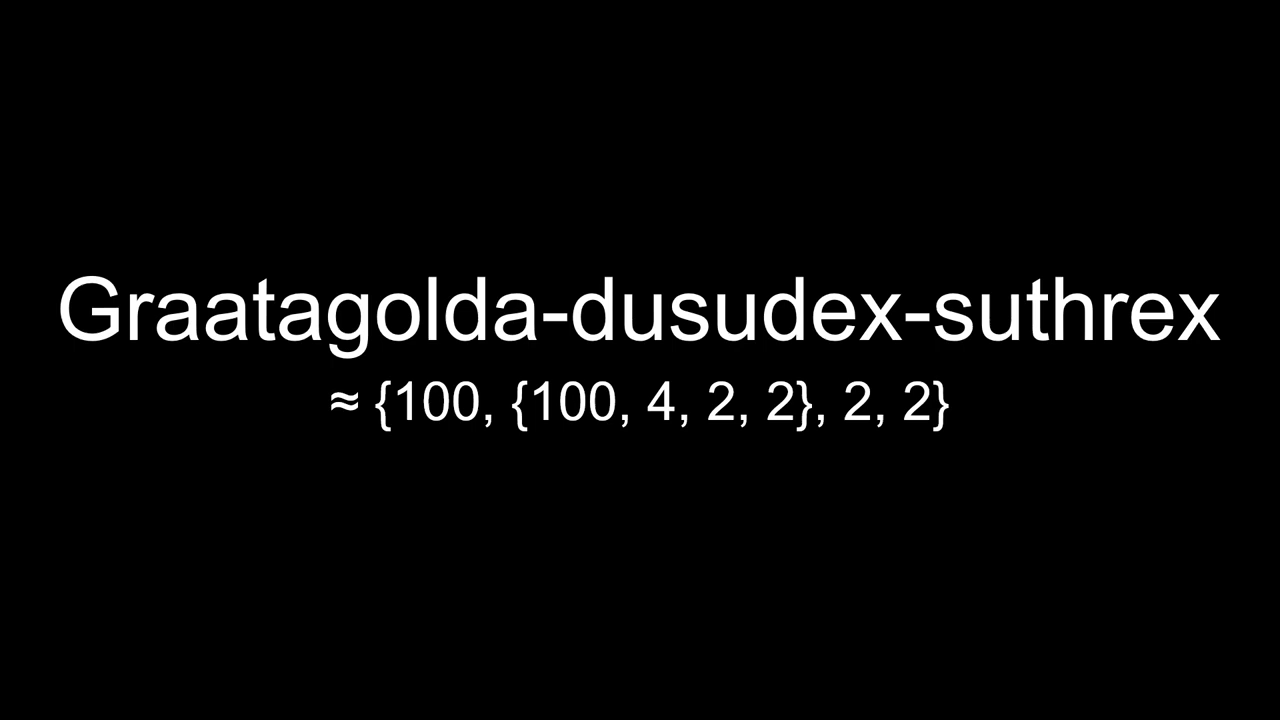 Graatagolda-dusudex-suthrex
≈ {100, {100, 4, 2, 2}, 2, 2}